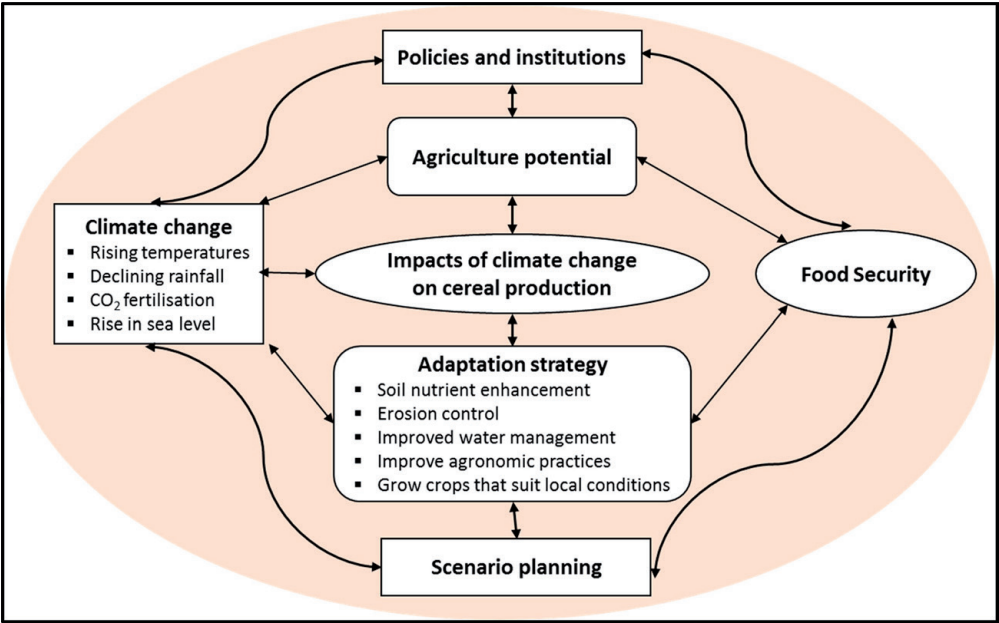 Policies and institutions
Agriculture potential
Climate change
▪ Rising temperatures
▪ Declining rainfall
▪ CO₂ fertilisation
▪ Rise in sea level
Impacts of climate change
on cereal production
Food Security
Adaptation strategy
▪ Soil nutrient enhancement
▪ Erosion control
▪ Improved water management
▪ Improve agronomic practices
▪ Grow crops that suit local conditions
Scenario planning